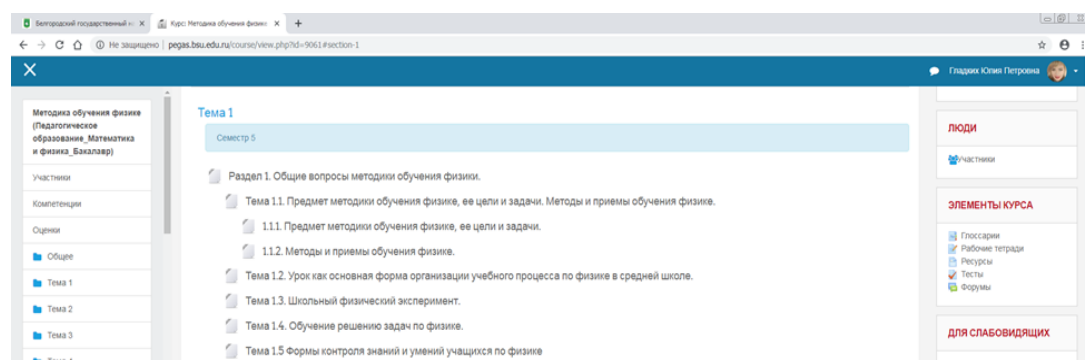 Белгородский государственный н
Курс: Методика обучения физике
Не защищено | pegas.bsu.edu.ru/course/view.php?id=9061#section-1
Гладких Юлия Петровна
Методика обучения физике
(Педагогическое
образование_Математика
и физика_Бакалавр)
Участники
Компетенции
Оценки
Общее
Тема 1
Тема 2
Тема 3
Тема 1
Семестр 5
Раздел 1. Общие вопросы методики обучения физики.
Тема 1.1. Предмет методики обучения физике, ее цели и задачи. Методы и приемы обучения физике.
1.1.1. Предмет методики обучения физике, ее цели и задачи.
1.1.2. Методы и приемы обучения физике.
Тема 1.2. Урок как основная форма организации учебного процесса по физике в средней школе.
Тема 1.3. Школьный физический эксперимент.
Тема 1.4. Обучение решению задач по физике.
Тема 1.5 Формы контроля знаний и умений учащихся по физике
ЛЮДИ
Участники
ЭЛЕМЕНТЫ КУРСА
Глоссарии
Рабочие тетради
Ресурсы
Тесты
Форумы
ДЛЯ СЛАБОВИДЯЩИХ